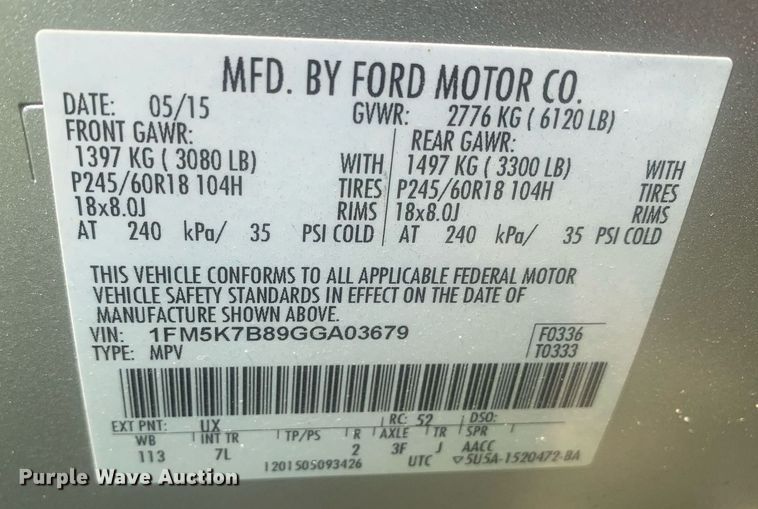 MFD. BY FORD MOTOR CO.
DATE: 05/15 GVWR: 2776 KG ( 6120 LB)
FRONT GAWR: REAR GAWR:
1397 KG ( 3080 LB) WITH 1497 KG ( 3300 LB) WITH
P245/60R18 104H TIRES P245/60R18 104H TIRES
18x8.0J RIMS 18x8.0J RIMS
AT 240 kPa/ 35 PSI COLD AT 240 kPa/ 35 PSI COLD
THIS VEHICLE CONFORMS TO ALL APPLICABLE FEDERAL MOTOR
VEHICLE SAFETY STANDARDS IN EFFECT ON THE DATE OF
MANUFACTURE SHOWN ABOVE.
VIN: 1FM5K7B89GGA03679 F0336
TYPE: MPV T0333
EXT PNT: UX RC: 52 DSO:
WB INT TR TP/PS R AXLE TR SPR
113 7L 2 3F J AACC
1201505093426 UTC ▽5U5A-1520472-BA
Purple Wave Auction